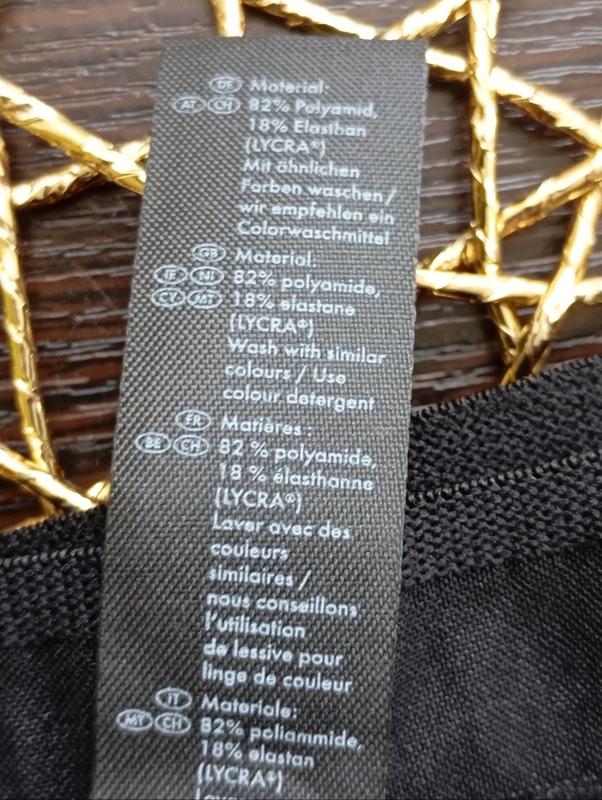 DE Material:
AT CH 82% Polyamid,
18% Elasthan
(LYCRA®)
Mit ähnlichen
Farben waschen /
wir empfehlen ein
Colorwaschmittel
GB Material:
IE NI 82% polyamide,
CY MT 18% elastane
(LYCRA®)
Wash with similar
colours / Use
colour detergent
FR Matières :
BE CH 82 % polyamide,
18 % élasthanne
(LYCRA®)
Laver avec des
couleurs
similaires /
nous conseillons
l'utilisation
de lessive pour
linge de couleur
IT Materiale:
MT CH 82% poliammide,
18% elastan
(LYCRA®)